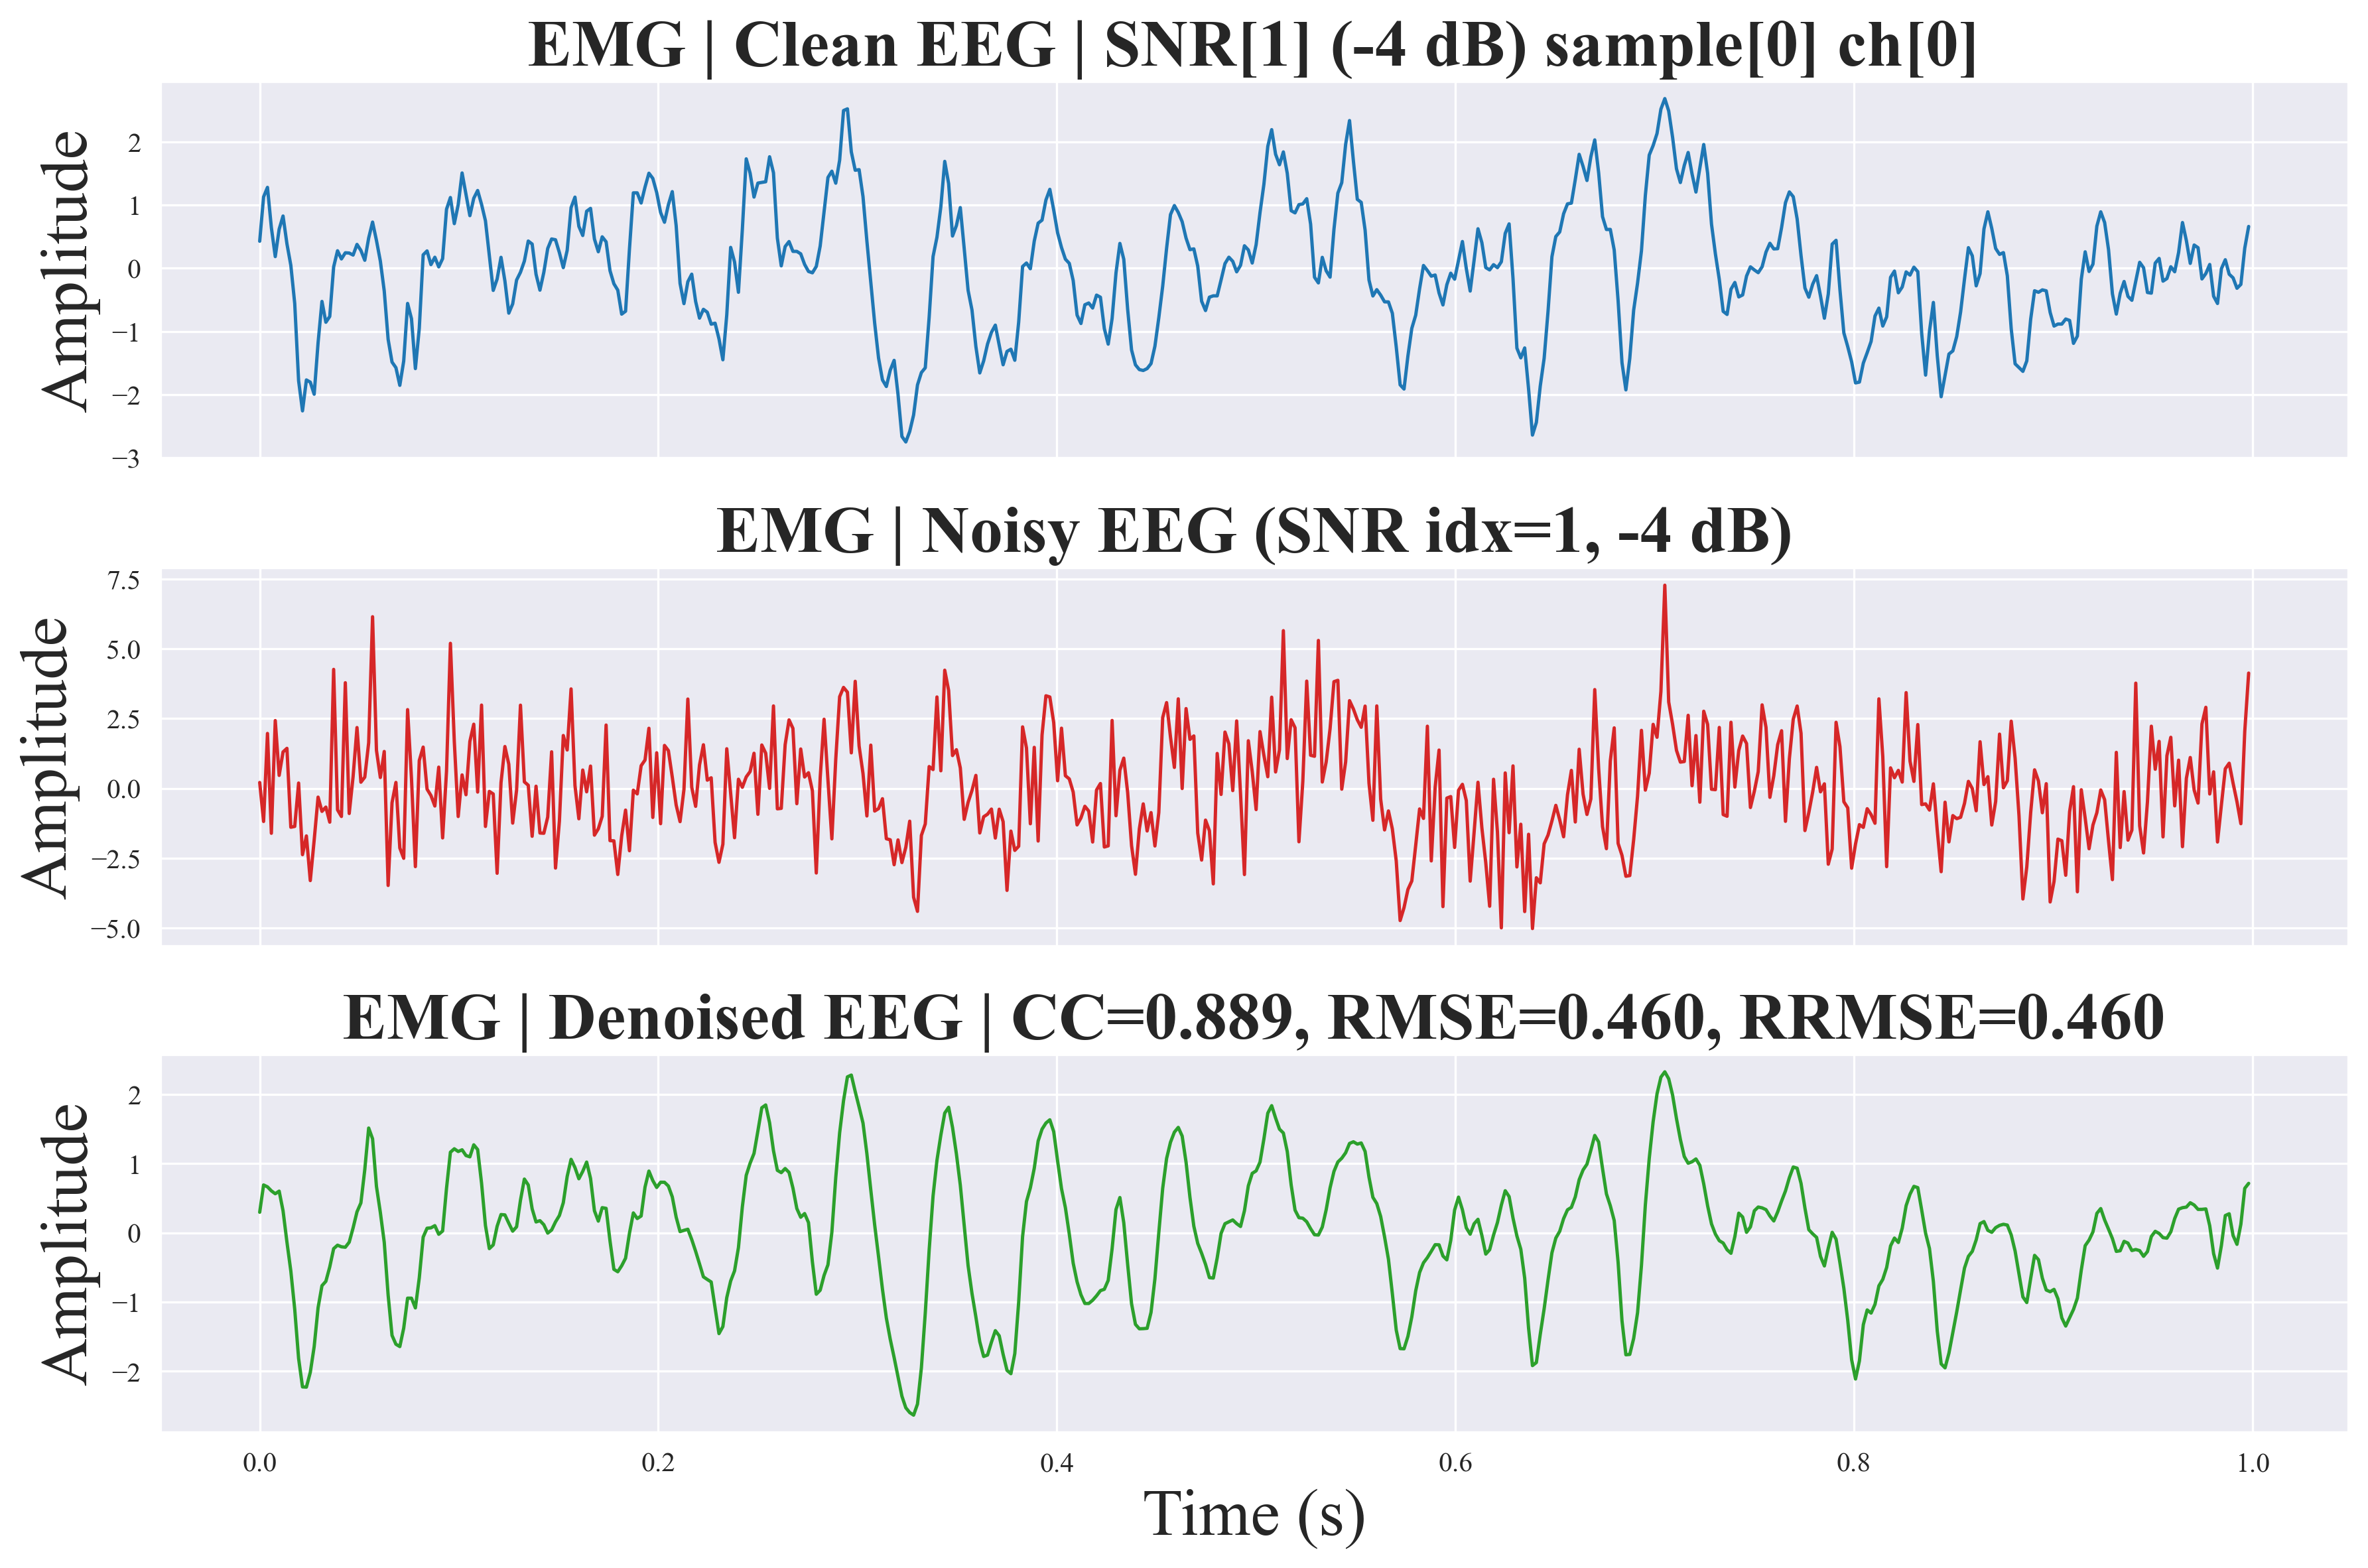 EMG | Clean EEG | SNR[1] (-4 dB) sample[0] ch[0]
Amplitude
2
1
0
−1
−2
−3
EMG | Noisy EEG (SNR idx=1, -4 dB)
Amplitude
7.5
5.0
2.5
0.0
−2.5
−5.0
EMG | Denoised EEG | CC=0.889, RMSE=0.460, RRMSE=0.460
Amplitude
2
1
0
−1
−2
0.0 0.2 0.4 0.6 0.8 1.0
Time (s)